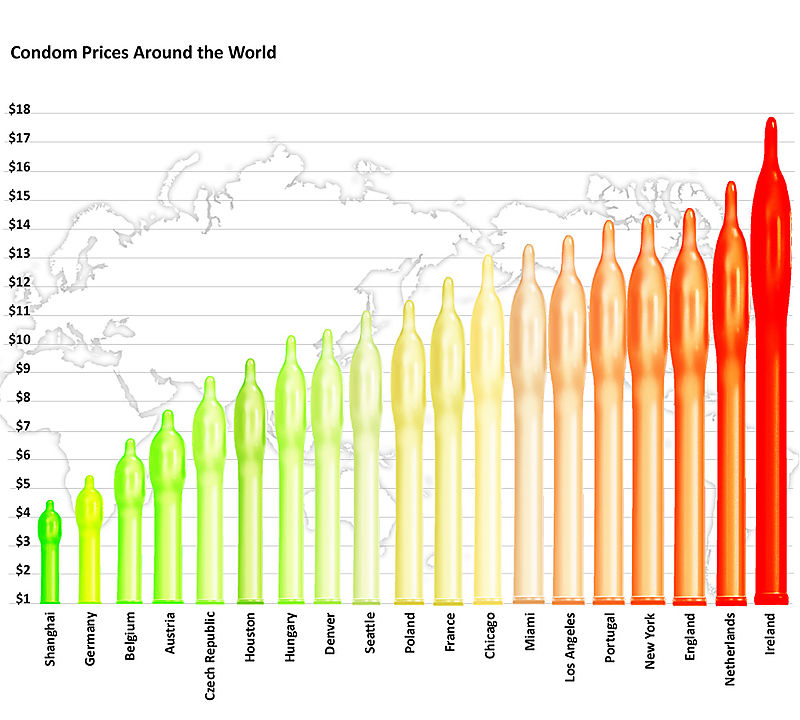 Condom Prices Around the World
$18
$17
$16
$15
$14
$13
$12
$11
$10
$9
$8
$7
$6
$5
$4
$3
$2
$1
Shanghai
Germany
Belgium
Austria
Czech Republic
Houston
Hungary
Denver
Seattle
Poland
France
Chicago
Miami
Los Angeles
Portugal
New York
England
Netherlands
Ireland